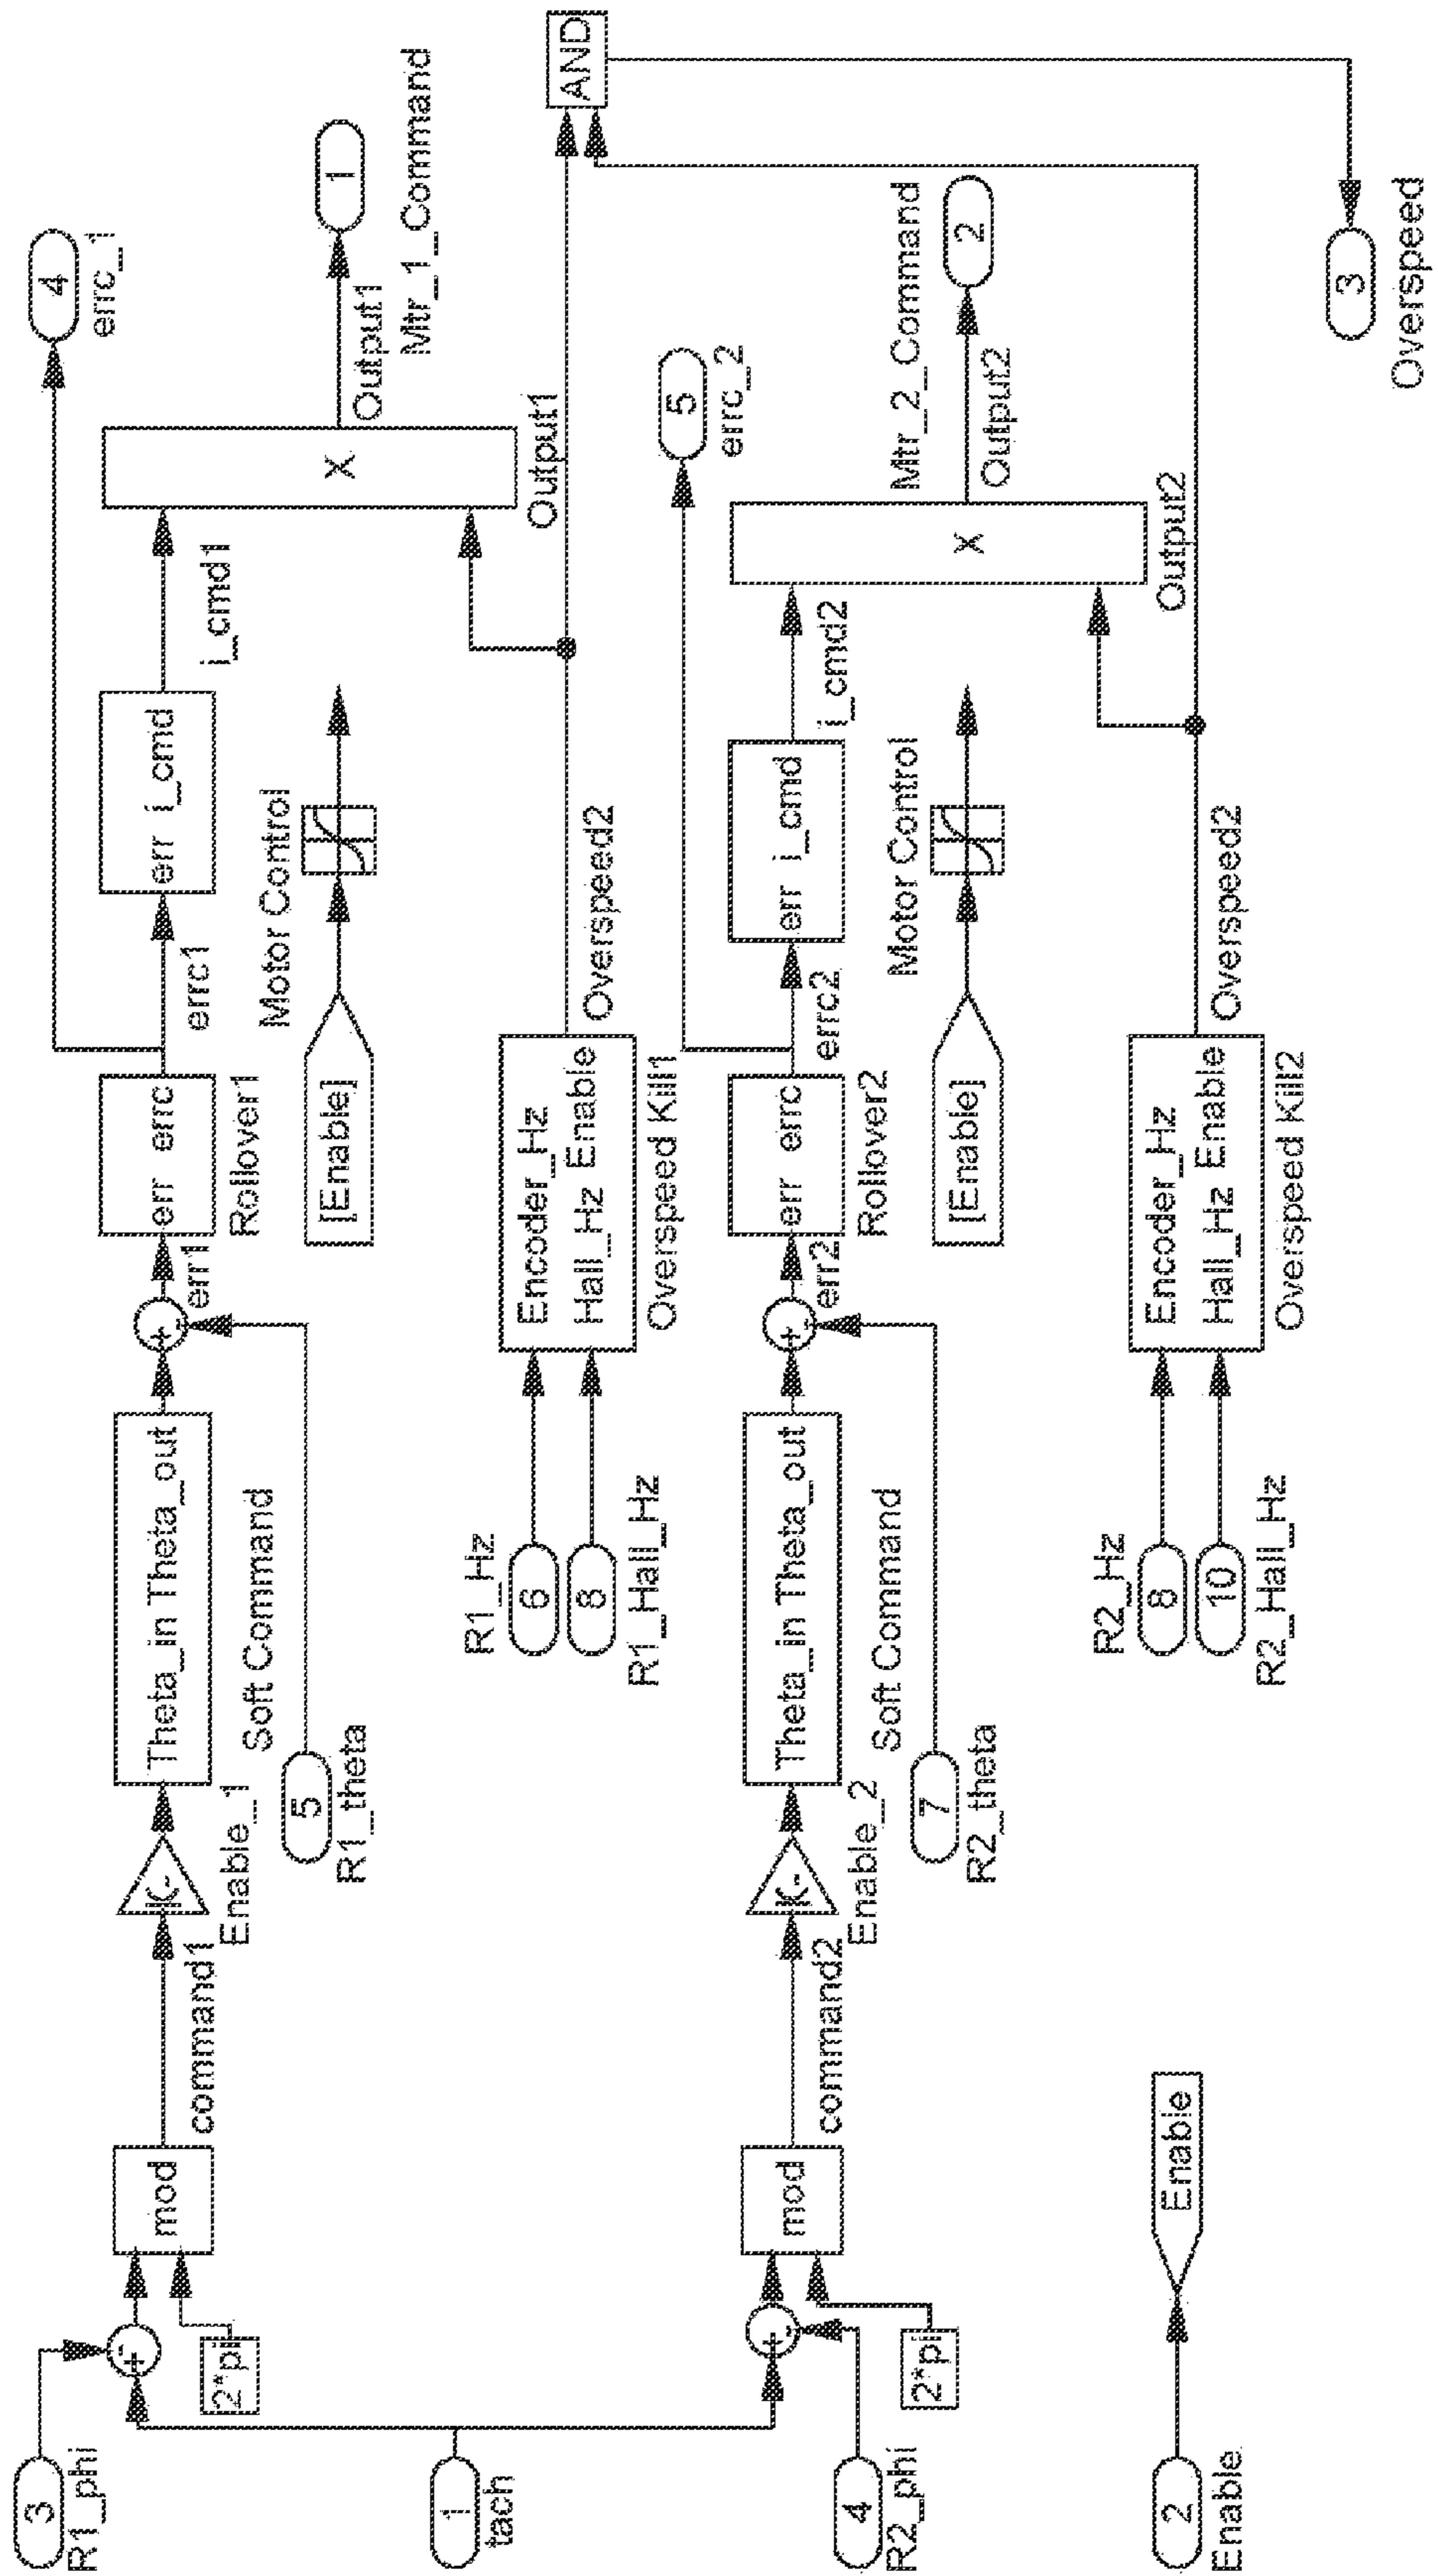 3
R1_phi
-
+
2*pi
mod
command1
-K-
Enable_1
Theta_in Theta_out
Soft Command
5
R1_theta
+
-
err1
err errc
Rollover1
errc1
4
errc_1
err i_cmd
Motor Control
i_cmd1
[Enable]
X
Output1
1
Mtr_1_Command
R1_Hz
6
8
R1_Hall_Hz
Encoder_Hz
Hall_Hz Enable
Overspeed Kill1
Overspeed2
Output1
AND
1
tach
+
-
4
R2_phi
2*pi
mod
command2
-K-
Enable_2
Theta_in Theta_out
Soft Command
7
R2_theta
+
-
err2
err errc
Rollover2
errc2
5
errc_2
err i_cmd
Motor Control
i_cmd2
[Enable]
X
Output2
2
Mtr_2_Command
R2_Hz
8
10
R2_Hall_Hz
Encoder_Hz
Hall_Hz Enable
Overspeed Kill2
Overspeed2
Output2
3
Overspeed
2
Enable
Enable